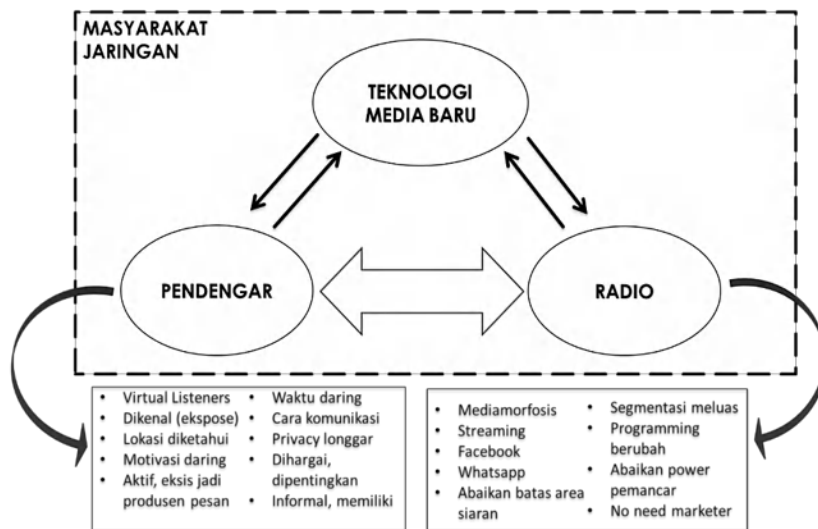 MASYARAKAT
JARINGAN
TEKNOLOGI
MEDIA BARU
PENDENGAR
RADIO
• Virtual Listeners
• Dikenal (ekspose)
• Lokasi diketahui
• Motivasi daring
• Aktif, eksis jadi
produsen pesan
• Waktu daring
• Cara komunikasi
• Privacy longgar
• Dihargai,
dipentingkan
• Informal, memiliki
• Mediamorfosis
• Streaming
• Facebook
• Whatsapp
• Abaikan batas area
siaran
• Segmentasi meluas
• Programming
berubah
• Abaikan power
pemancar
• No need marketer